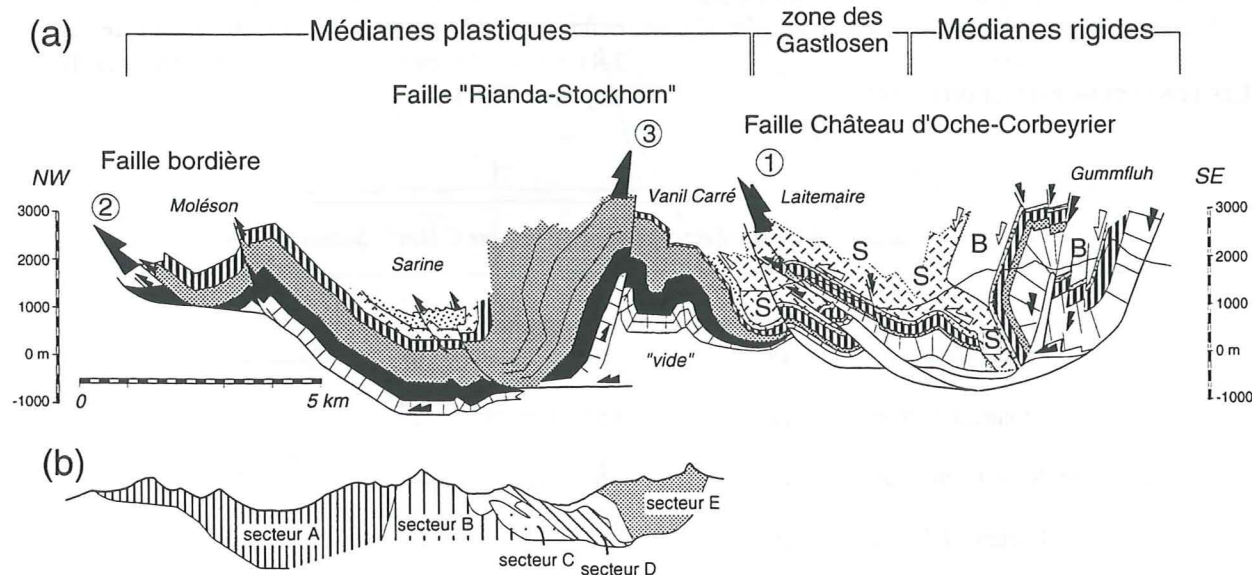 (a)
Médianes plastiques
zone des
Gastlosen
Médianes rigides
Faille "Rianda-Stockhorn"
Faille Château d'Oche-Corbeyrier
Faille bordière
③
①
②
NW
Moléson
Vanil Carré
Laitemaire
Gummfluh
SE
3000
2000
1000
0 m
-1000
Sarine
S
S
B
B
S
S
"vide"
3000
2000
1000
0 m
-1000
0
5 km
(b)
secteur A
secteur B
secteur E
secteur C
secteur D